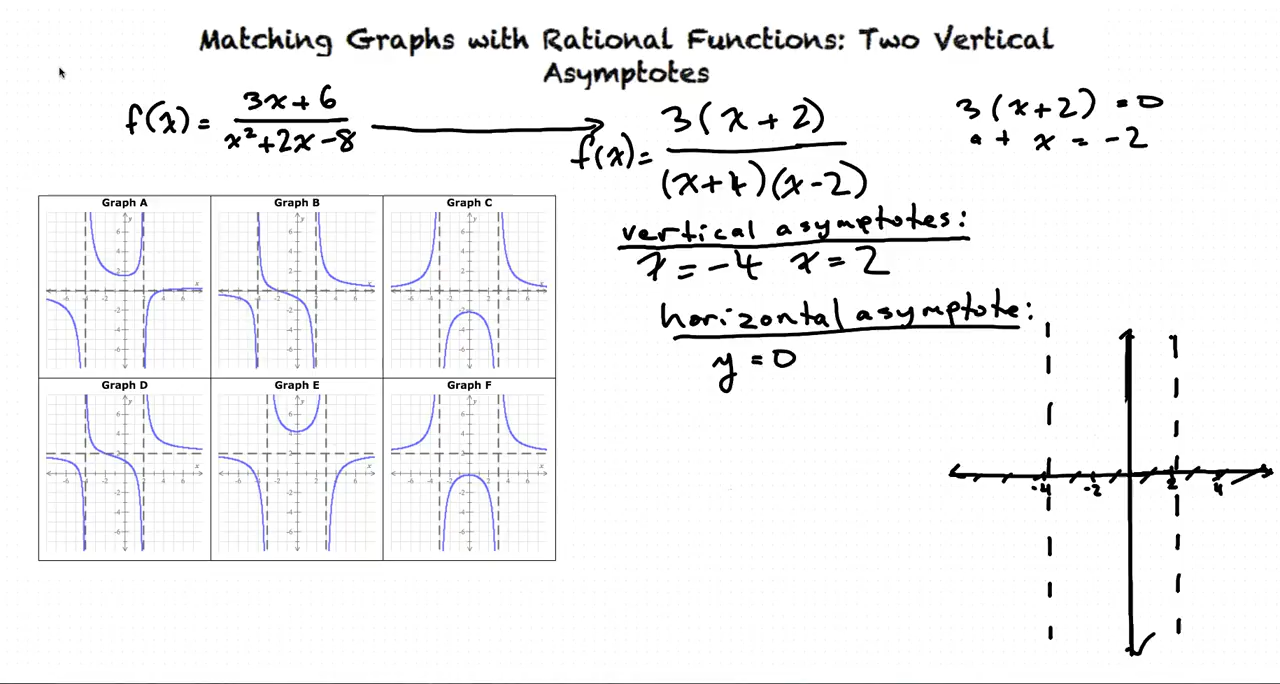 Matching Graphs with Rational Functions: Two Vertical
Asymptotes
f(x) = (3x + 6)/(x² + 2x - 8)
f(x) = 3(x + 2)/((x + 4)(x - 2))
3(x + 2) = 0
x = -2
vertical asymptotes:
x = -4 x = 2
horizontal asymptote:
y = 0
Graph A
Graph B
Graph C
Graph D
Graph E
Graph F
-4 -2 2 4